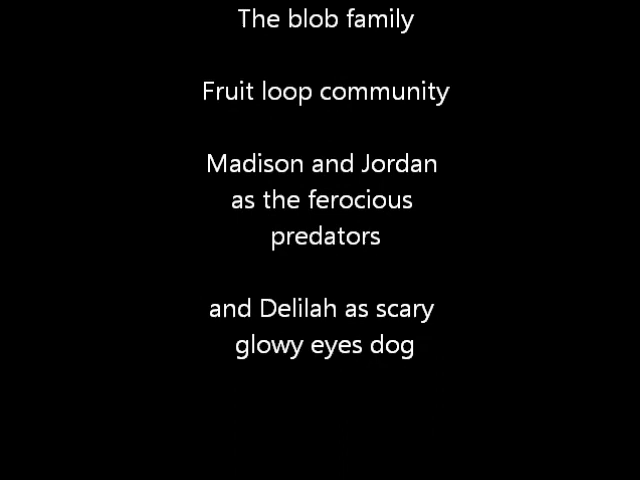 The blob family
Fruit loop community
Madison and Jordan
as the ferocious
predators
and Delilah as scary
glowy eyes dog